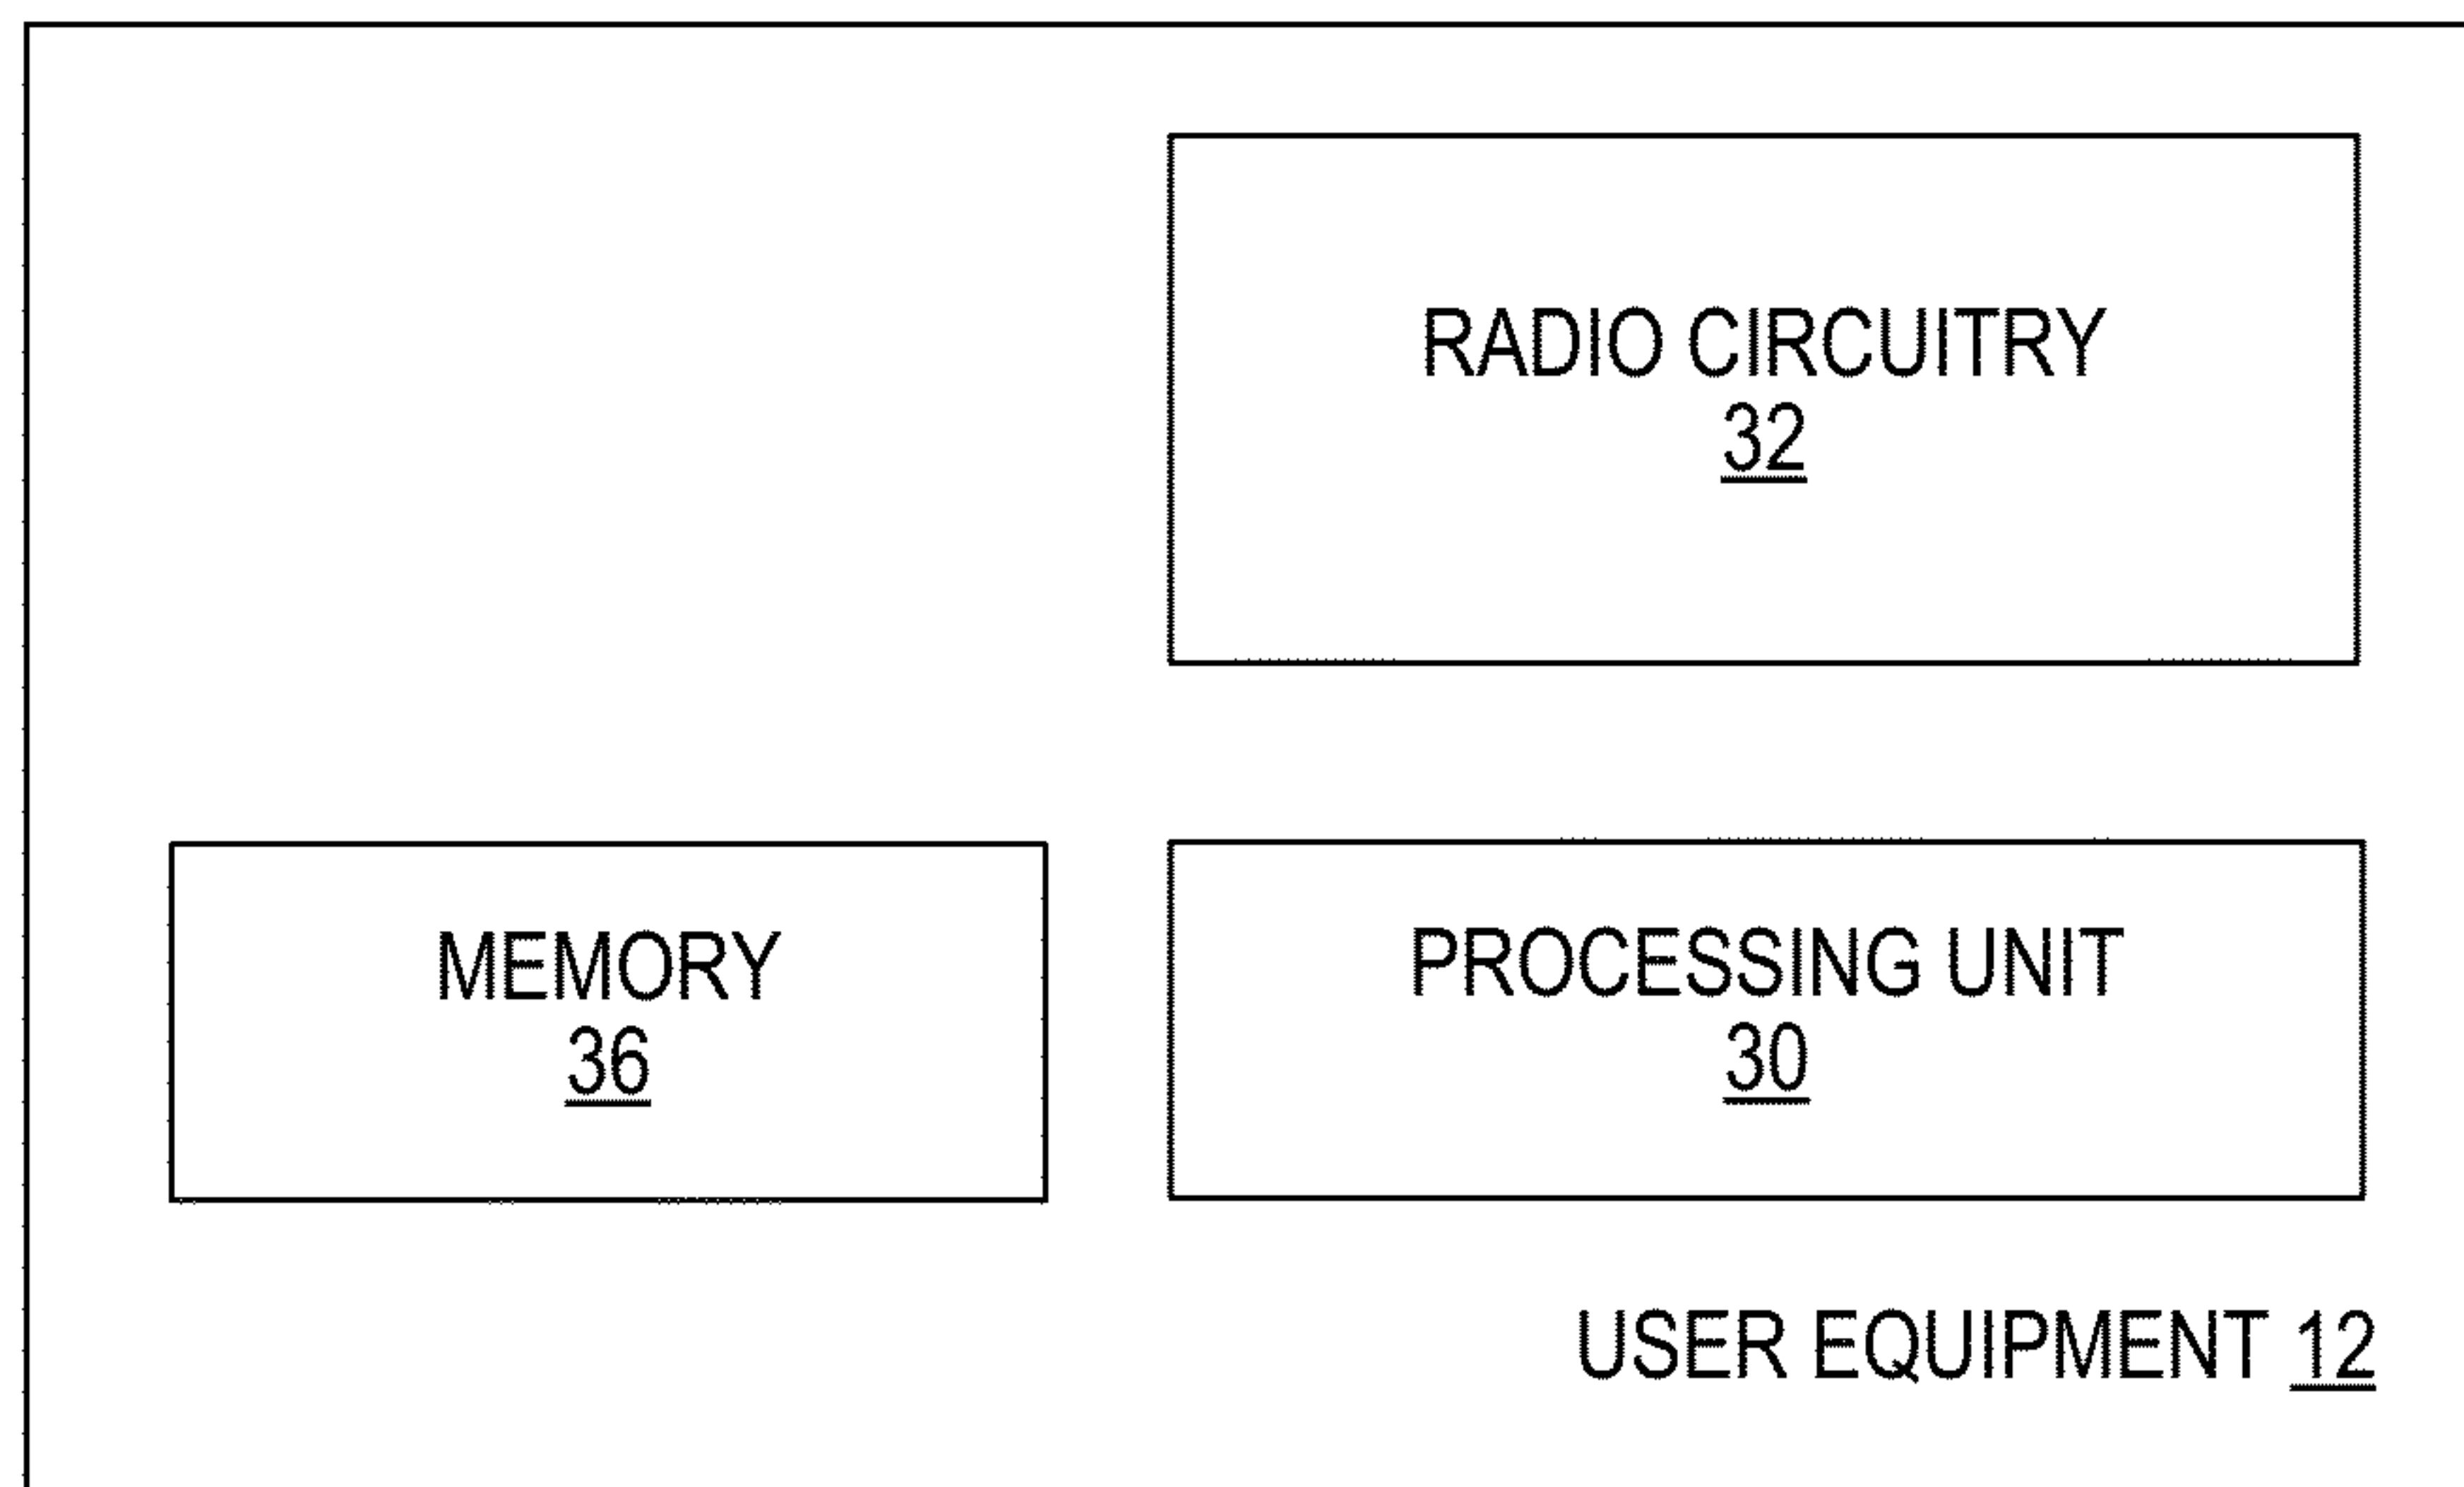 RADIO CIRCUITRY
32
MEMORY
36
PROCESSING UNIT
30
USER EQUIPMENT 12